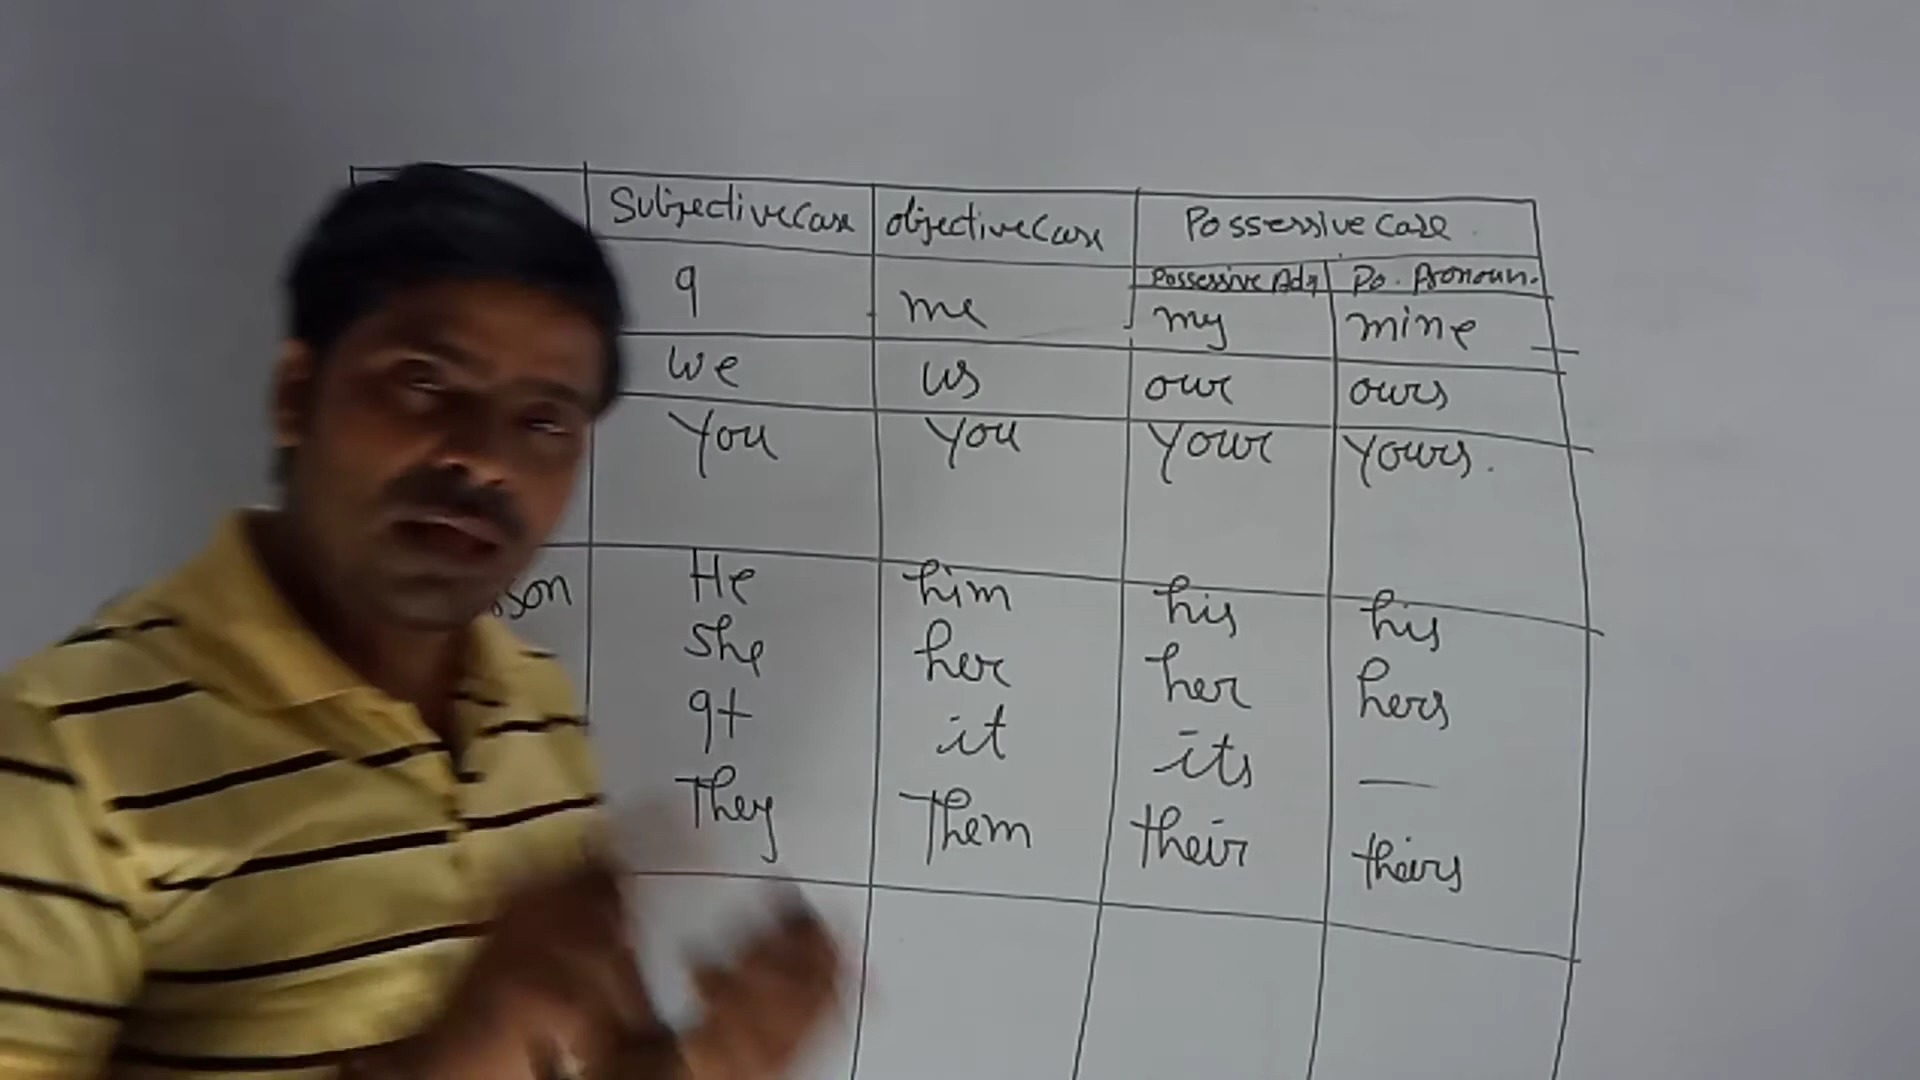 Subjective Case objective Case Possessive Case
Possessive Adj Po. Pronoun.
I me my mine
we us our ours
You you your yours.
He him his his
She her her hers
It it its —
They Them their theirs